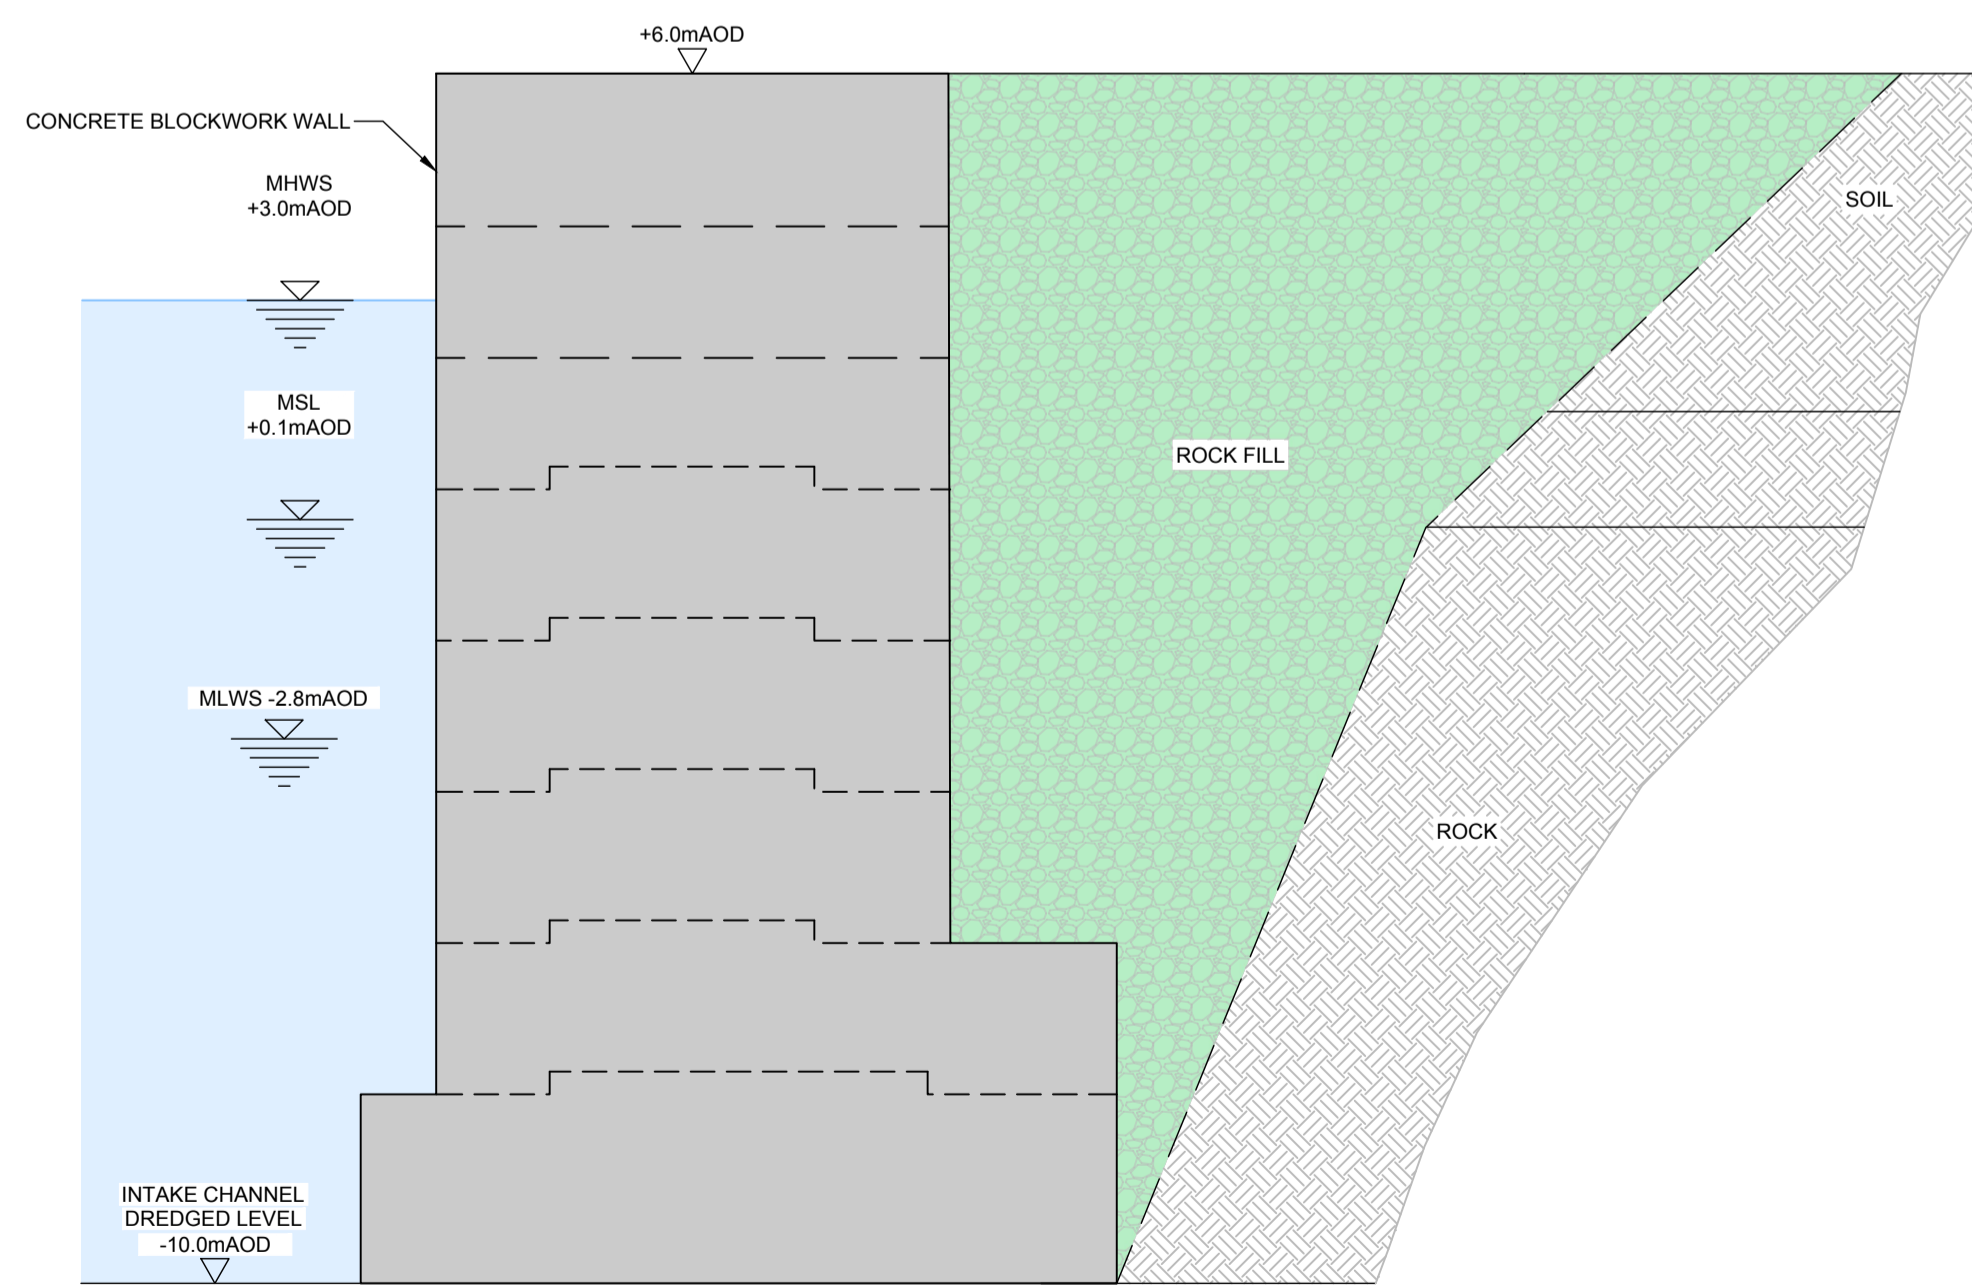 +6.0mAOD
CONCRETE BLOCKWORK WALL
MHWS
+3.0mAOD
SOIL
MSL
+0.1mAOD
ROCK FILL
MLWS -2.8mAOD
ROCK
INTAKE CHANNEL
DREDGED LEVEL
-10.0mAOD